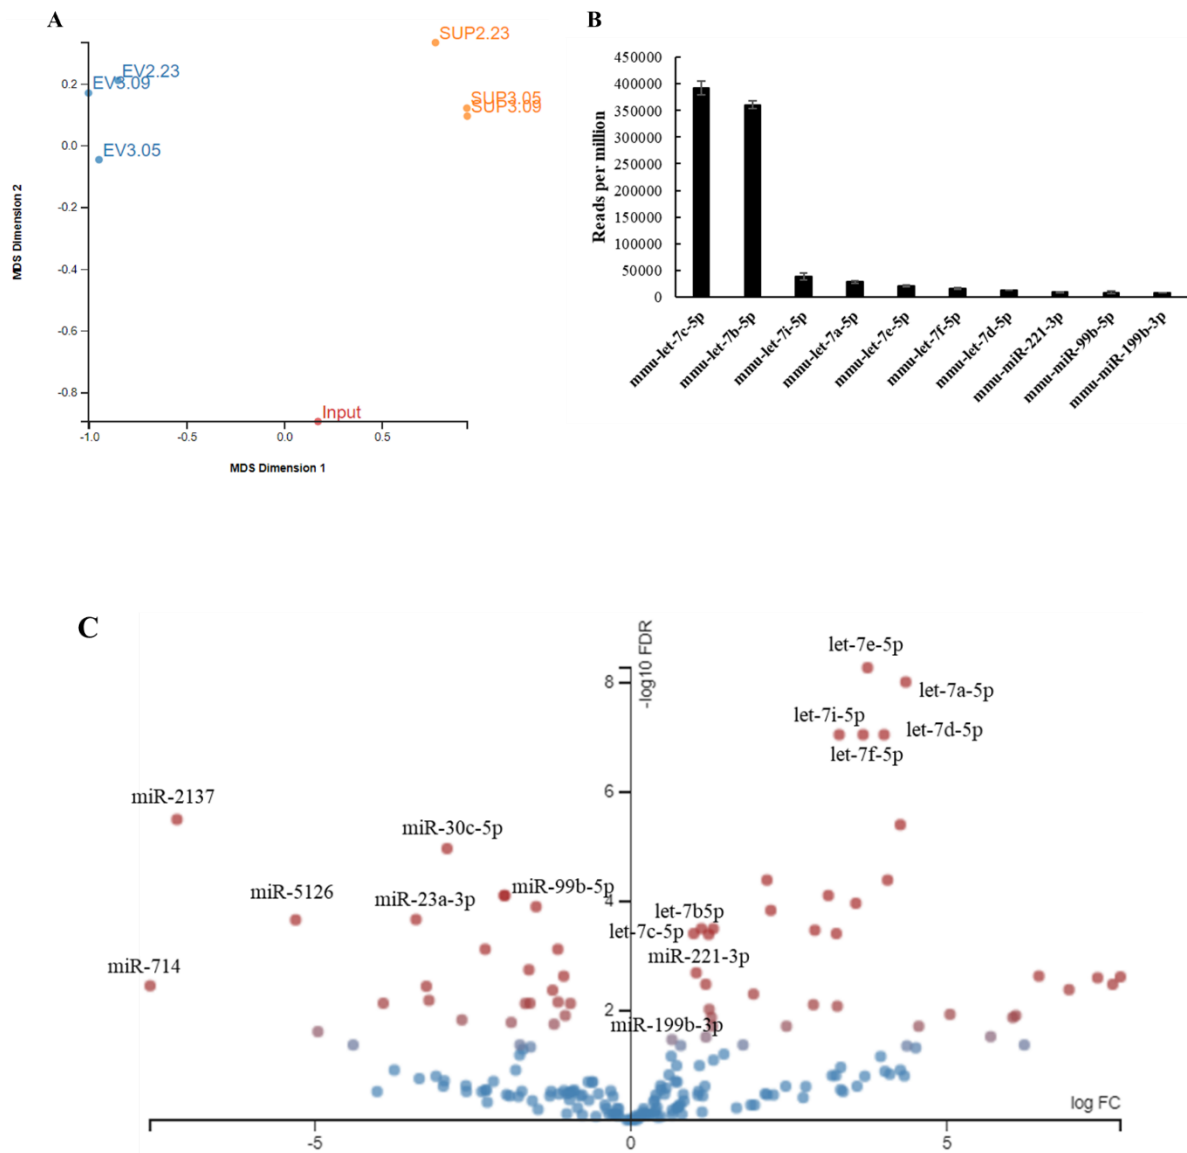 A
SUP2.23
EV2.23
EV3.09
SUP3.05
SUP3.09
EV3.05
Input
0.2
0.0
-0.2
-0.4
-0.6
-0.8
-1.0
-0.5
0.0
0.5
MDS Dimension 2
MDS Dimension 1
B
450000
400000
350000
300000
250000
200000
150000
100000
50000
0
Reads per million
mmu-let-7c-5p
mmu-let-7b-5p
mmu-let-7i-5p
mmu-let-7a-5p
mmu-let-7e-5p
mmu-let-7f-5p
mmu-let-7d-5p
mmu-miR-221-3p
mmu-miR-99b-5p
mmu-miR-199b-3p
C
-log10 FDR
8
6
4
2
let-7e-5p
let-7a-5p
let-7i-5p
let-7d-5p
let-7f-5p
miR-2137
miR-30c-5p
miR-5126
miR-23a-3p
miR-99b-5p
let-7b5p
let-7c-5p
miR-221-3p
miR-714
miR-199b-3p
log FC
-5
0
5